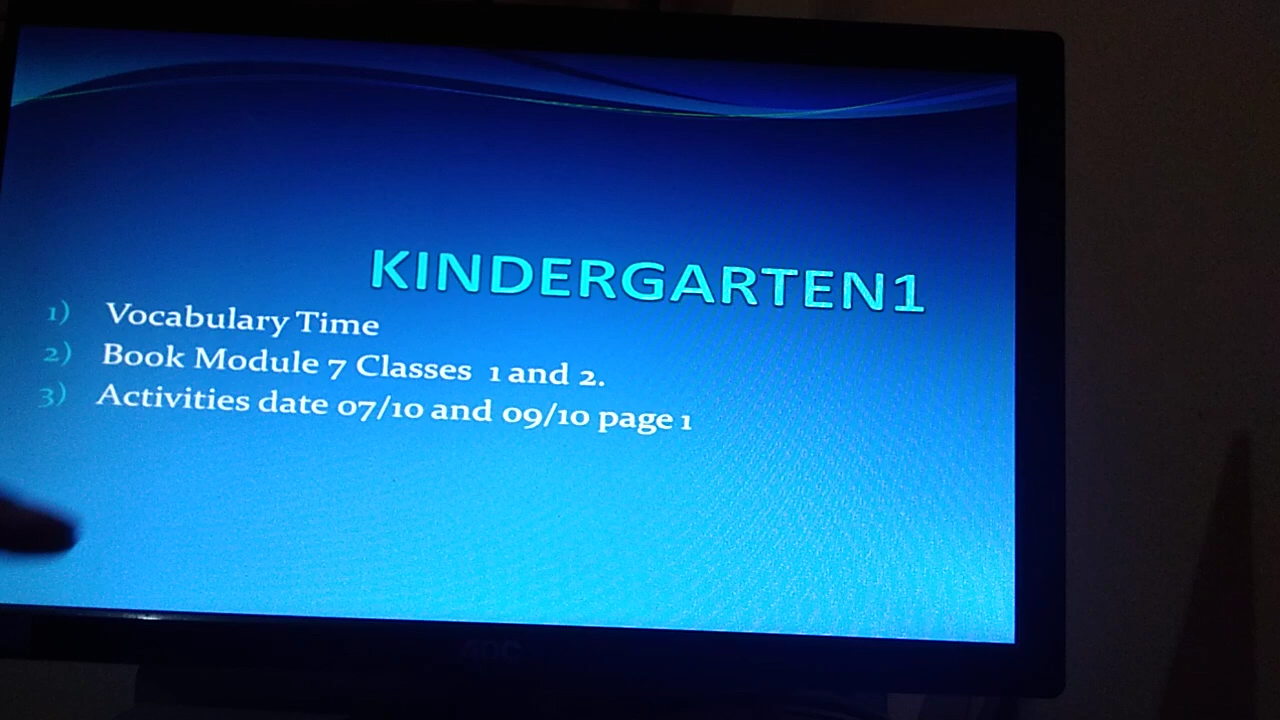 KINDERGARTEN1
1) Vocabulary Time
2) Book Module 7 Classes 1 and 2.
3) Activities date 07/10 and 09/10 page 1
AOC